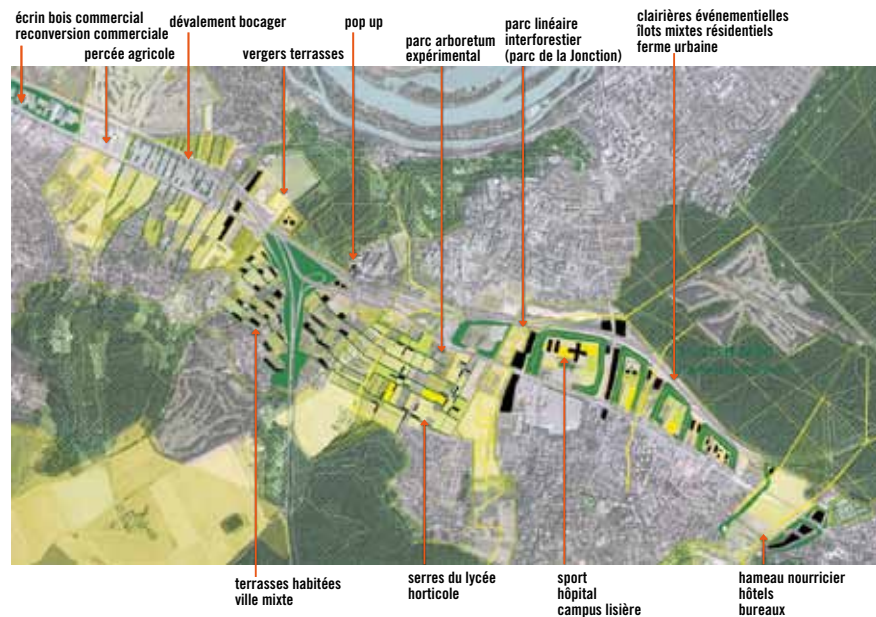 écrin bois commercial
reconversion commerciale
percée agricole
dévalement bocager
vergers terrasses
pop up
parc arboretum
expérimental
parc linéaire
interforestier
(parc de la Jonction)
clairières événementielles
îlots mixtes résidentiels
ferme urbaine
terrasses habitées
ville mixte
serres du lycée
horticole
sport
hôpital
campus lisière
hameau nourricier
hôtels
bureaux